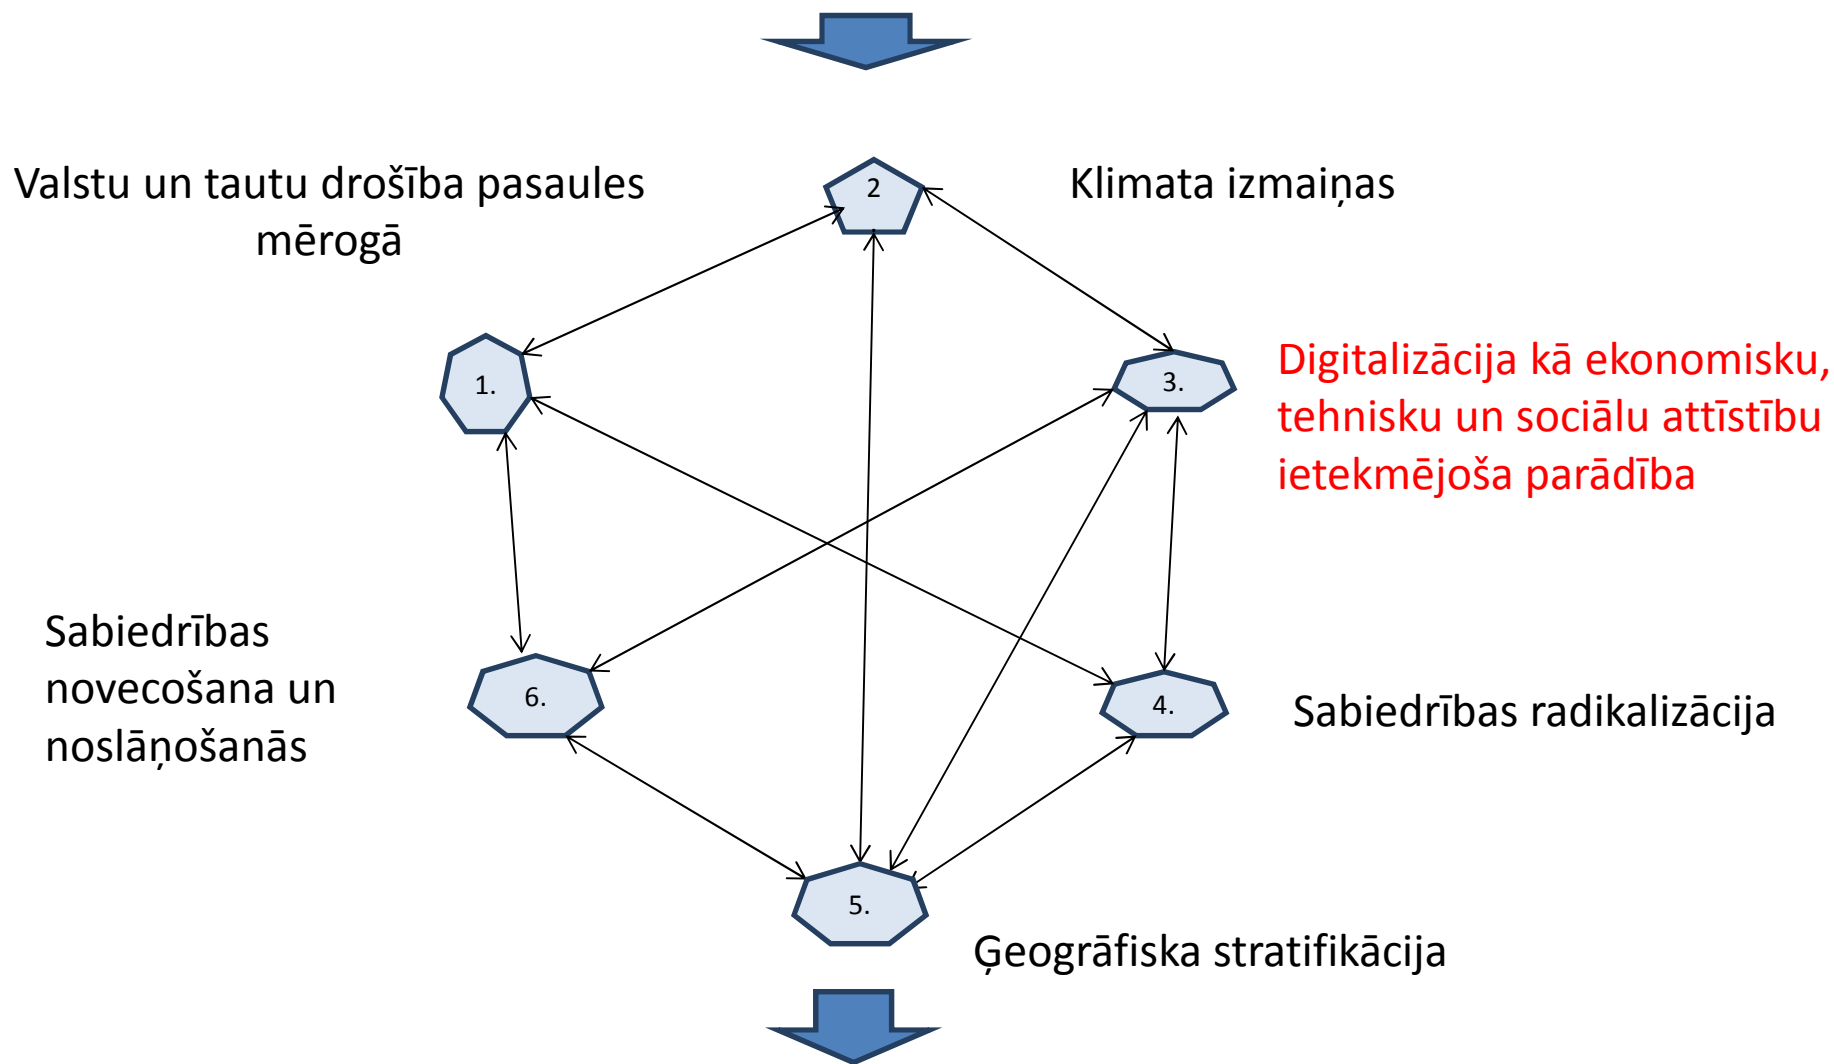 Valstu un tautu drošība pasaules
mērogā
2
Klimata izmaiņas
1.
3.
Digitalizācija kā ekonomisku,
tehnisku un sociālu attīstību
ietekmējoša parādība
Sabiedrības
novecošana un
noslāņošanās
6.
4.
Sabiedrības radikalizācija
5.
Ģeogrāfiska stratifikācija